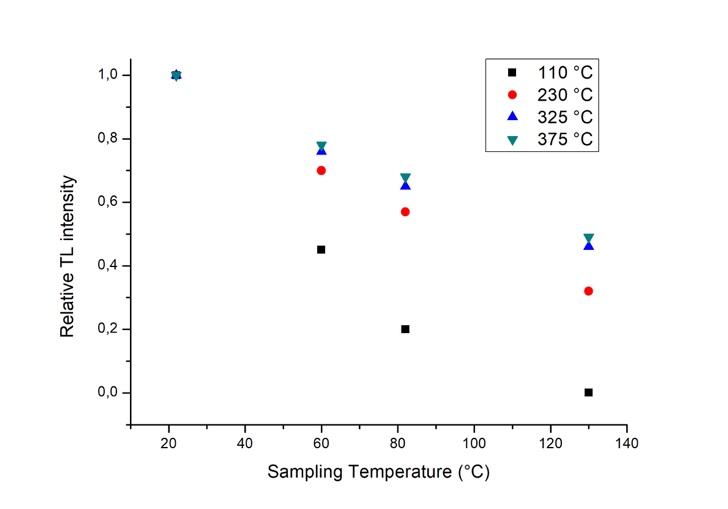 110 °C
230 °C
325 °C
375 °C
1,0
0,8
0,6
0,4
0,2
0,0
Relative TL intensity
20 40 60 80 100 120 140
Sampling Temperature (°C)